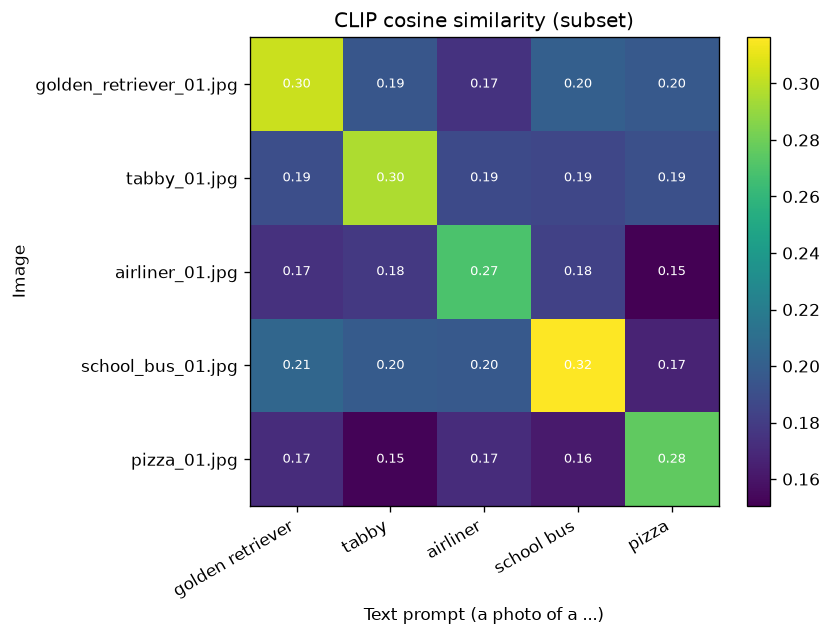 CLIP cosine similarity (subset)
golden_retriever_01.jpg 0.30 0.19 0.17 0.20 0.20
tabby_01.jpg 0.19 0.30 0.19 0.19 0.19
airliner_01.jpg 0.17 0.18 0.27 0.18 0.15
school_bus_01.jpg 0.21 0.20 0.20 0.32 0.17
pizza_01.jpg 0.17 0.15 0.17 0.16 0.28
Image
golden retriever tabby airliner school bus pizza
Text prompt (a photo of a ...)
0.30
0.28
0.26
0.24
0.22
0.20
0.18
0.16